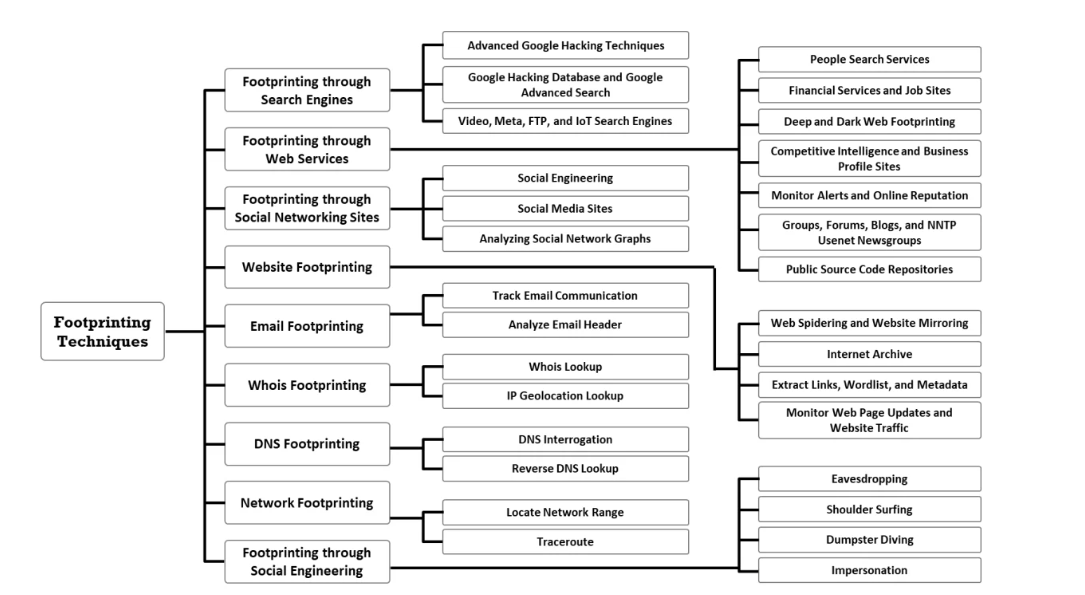 Footprinting
Techniques
Footprinting through
Search Engines
Advanced Google Hacking Techniques
Google Hacking Database and Google
Advanced Search
Video, Meta, FTP, and IoT Search Engines
Footprinting through
Web Services
People Search Services
Financial Services and Job Sites
Deep and Dark Web Footprinting
Competitive Intelligence and Business
Profile Sites
Monitor Alerts and Online Reputation
Groups, Forums, Blogs, and NNTP
Usenet Newsgroups
Public Source Code Repositories
Footprinting through
Social Networking Sites
Social Engineering
Social Media Sites
Analyzing Social Network Graphs
Website Footprinting
Web Spidering and Website Mirroring
Internet Archive
Extract Links, Wordlist, and Metadata
Monitor Web Page Updates and
Website Traffic
Email Footprinting
Track Email Communication
Analyze Email Header
Whois Footprinting
Whois Lookup
IP Geolocation Lookup
DNS Footprinting
DNS Interrogation
Reverse DNS Lookup
Network Footprinting
Locate Network Range
Traceroute
Footprinting through
Social Engineering
Eavesdropping
Shoulder Surfing
Dumpster Diving
Impersonation